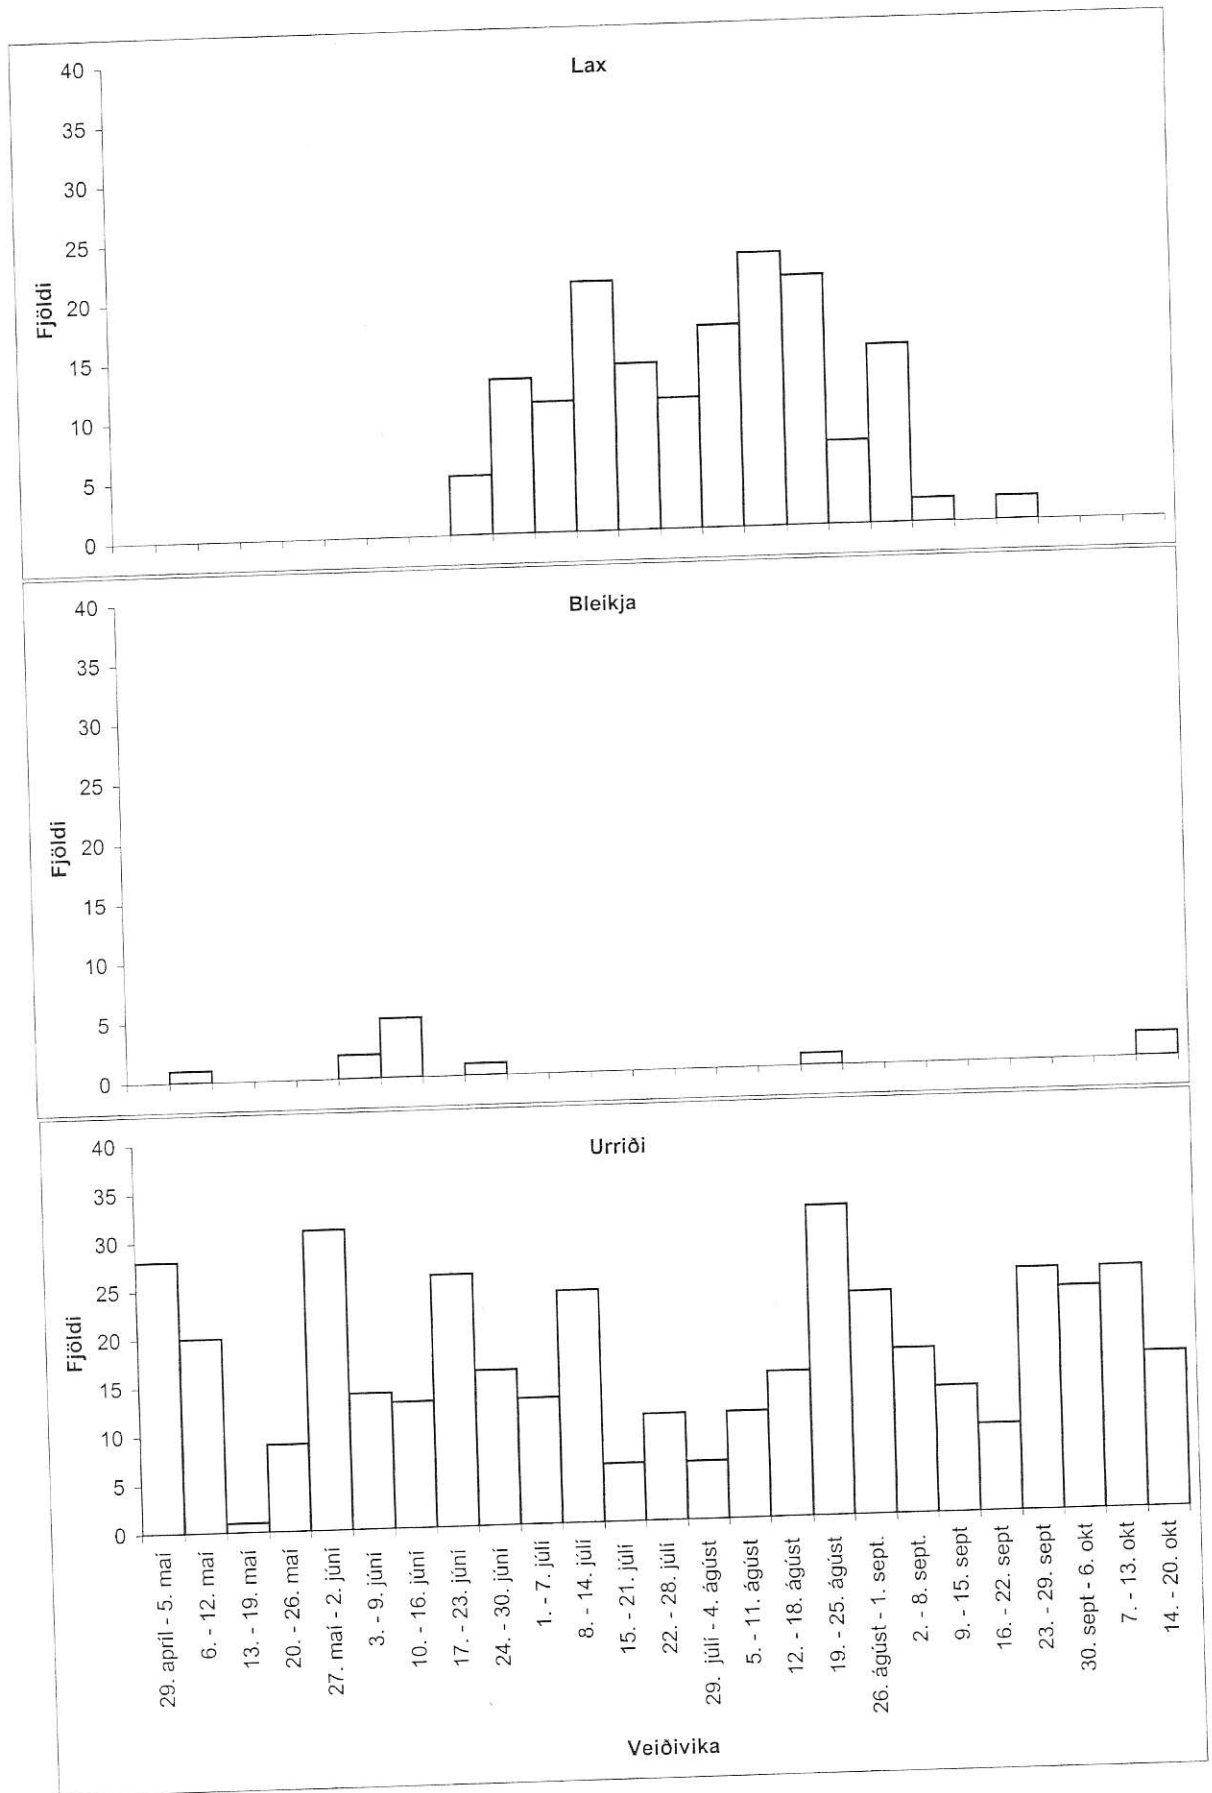 Lax
40
35
30
25
20
15
10
5
0
Fjöldi
Bleikja
40
35
30
25
20
15
10
5
0
Fjöldi
Urriði
40
35
30
25
20
15
10
5
0
Fjöldi
29. apríl - 5. maí
6. - 12. maí
13. - 19. maí
20. - 26. maí
27. maí - 2. júní
3. - 9. júní
10. - 16. júní
17. - 23. júní
24. - 30. júní
1. - 7. júlí
8. - 14. júlí
15. - 21. júlí
22. - 28. júlí
29. júlí - 4. ágúst
5. - 11. ágúst
12. - 18. ágúst
19. - 25. ágúst
26. ágúst - 1. sept.
2. - 8. sept.
9. - 15. sept
16. - 22. sept
23. - 29. sept
30. sept - 6. okt
7. - 13. okt
14. - 20. okt
Veiðivika